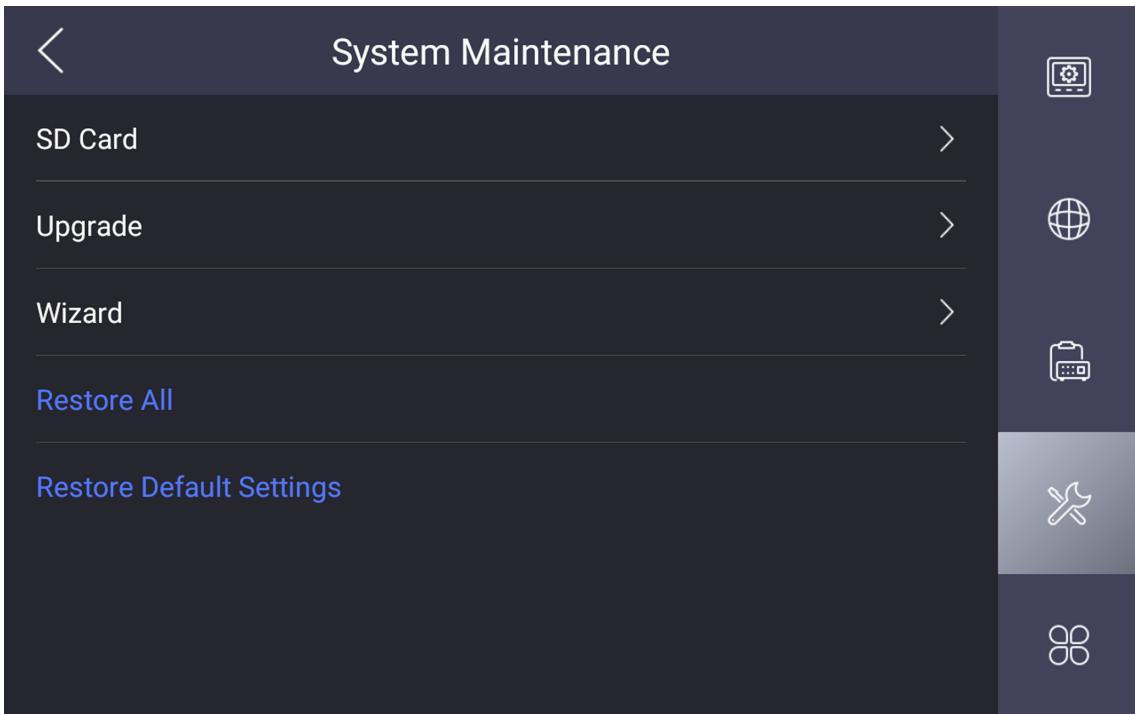 System Maintenance
SD Card
Upgrade
Wizard
Restore All
Restore Default Settings